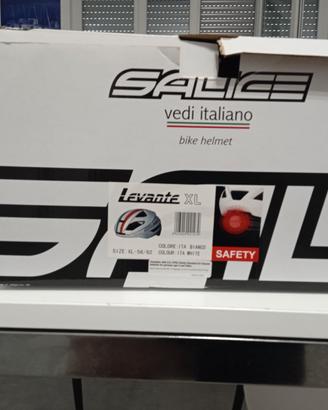 SALICE
vedi italiano
bike helmet
Levante XL
COLORE:ITA BIANCO
SIZE:XL-58/62 COLOUR:ITA WHITE
SAFETY